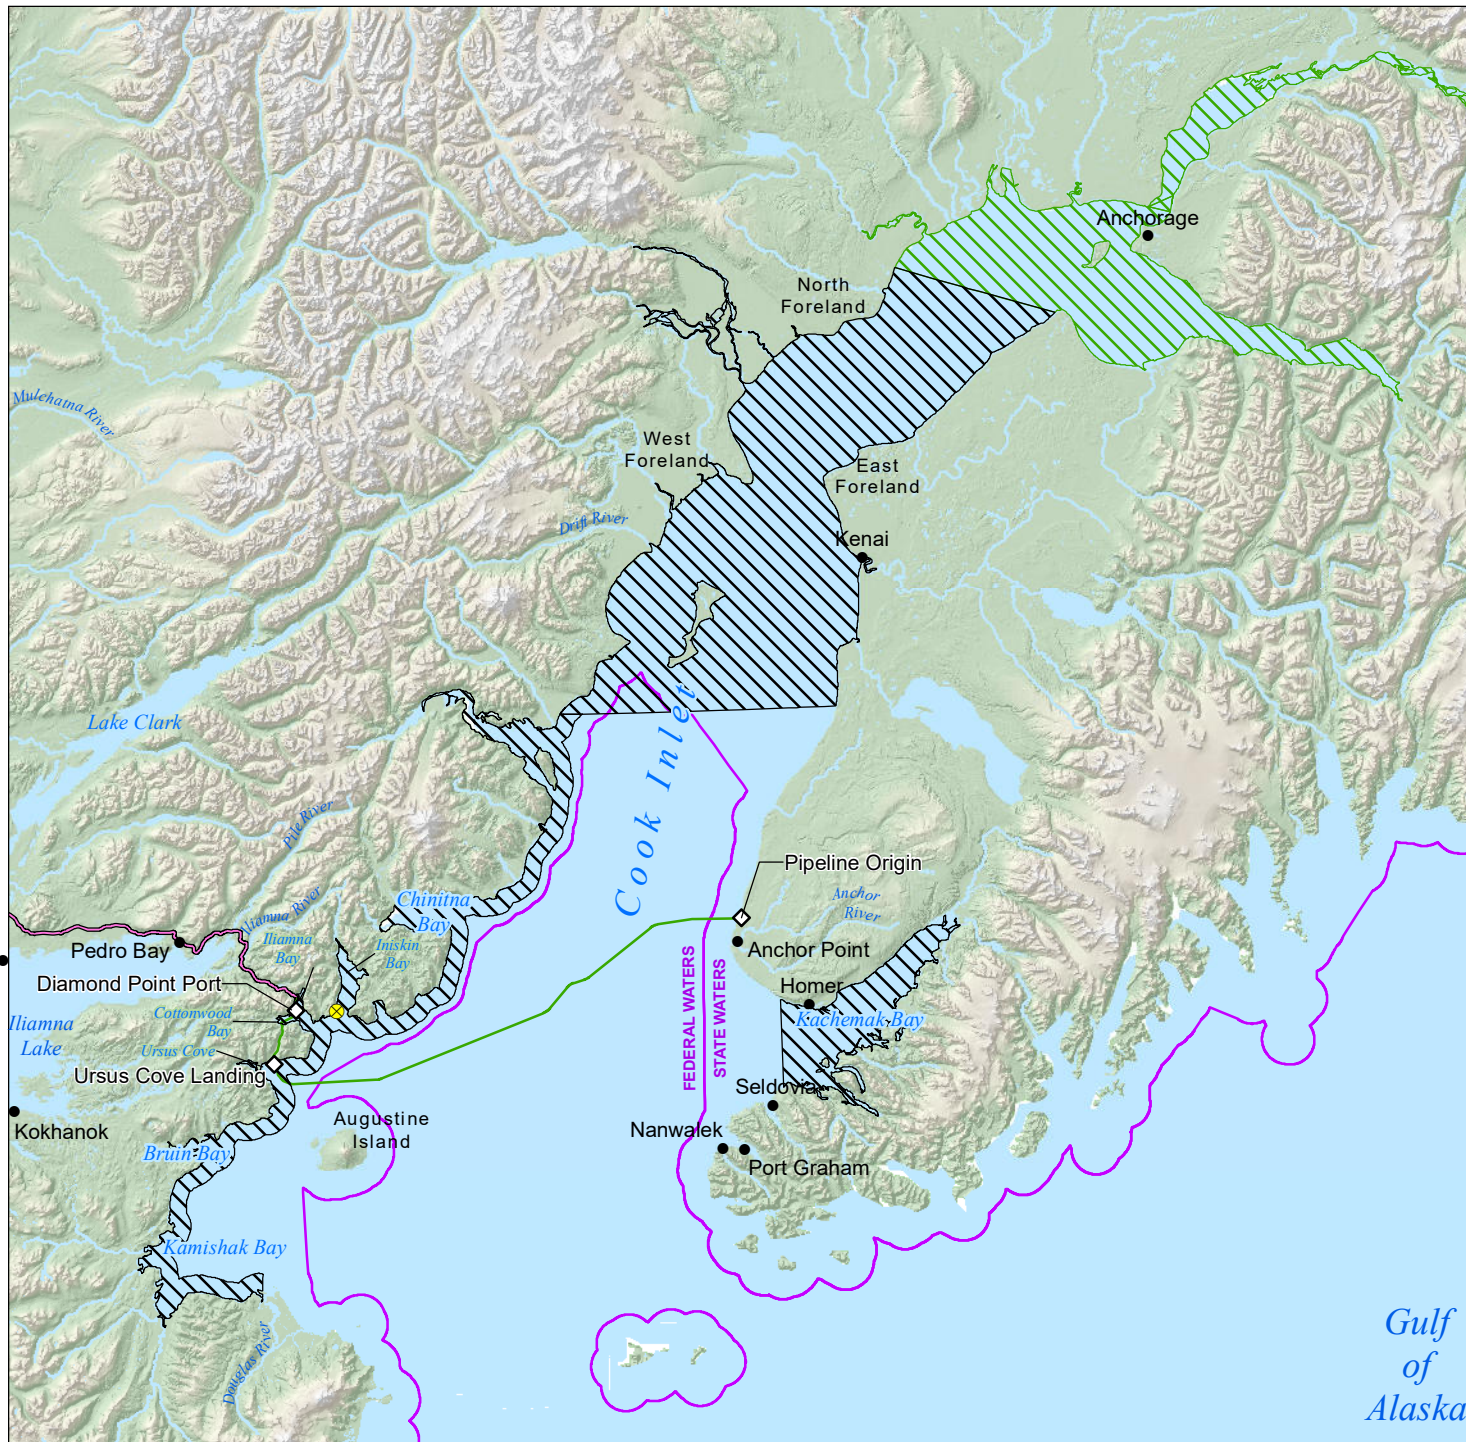 Anchorage
North
Foreland
Mulchatna River
West
Foreland
East
Foreland
Drift River
Kenai
Lake Clark
Cook Inlet
Pile River
Pipeline Origin
Chinitna
Bay
Anchor
River
Iliamna River
Iliamna
Bay
Iniskin
Bay
Pedro Bay
Anchor Point
Diamond Point Port
Homer
Cottonwood
Bay
Kachemak Bay
Iliamna
Lake
Ursus Cove
FEDERAL WATERS
STATE WATERS
Ursus Cove Landing
Seldovia
Augustine
Island
Kokhanok
Nanwalek
Bruin Bay
Port Graham
Kamishak Bay
Douglas River
Gulf
of
Alaska